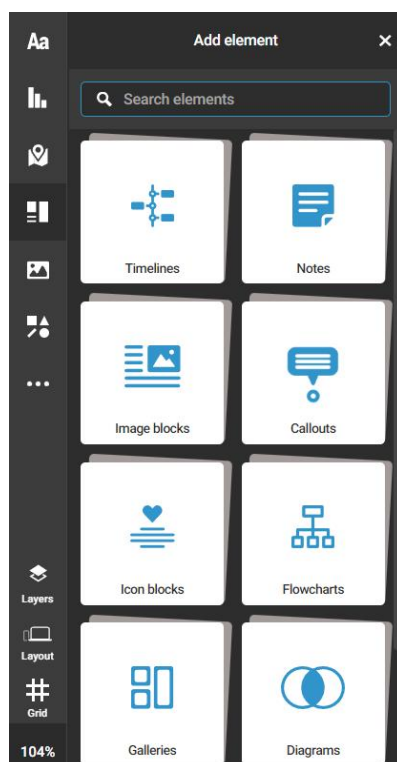 Aa
Add element
Search elements
Timelines
Notes
Image blocks
Callouts
Icon blocks
Flowcharts
Galleries
Diagrams
Layers
Layout
Grid
104%